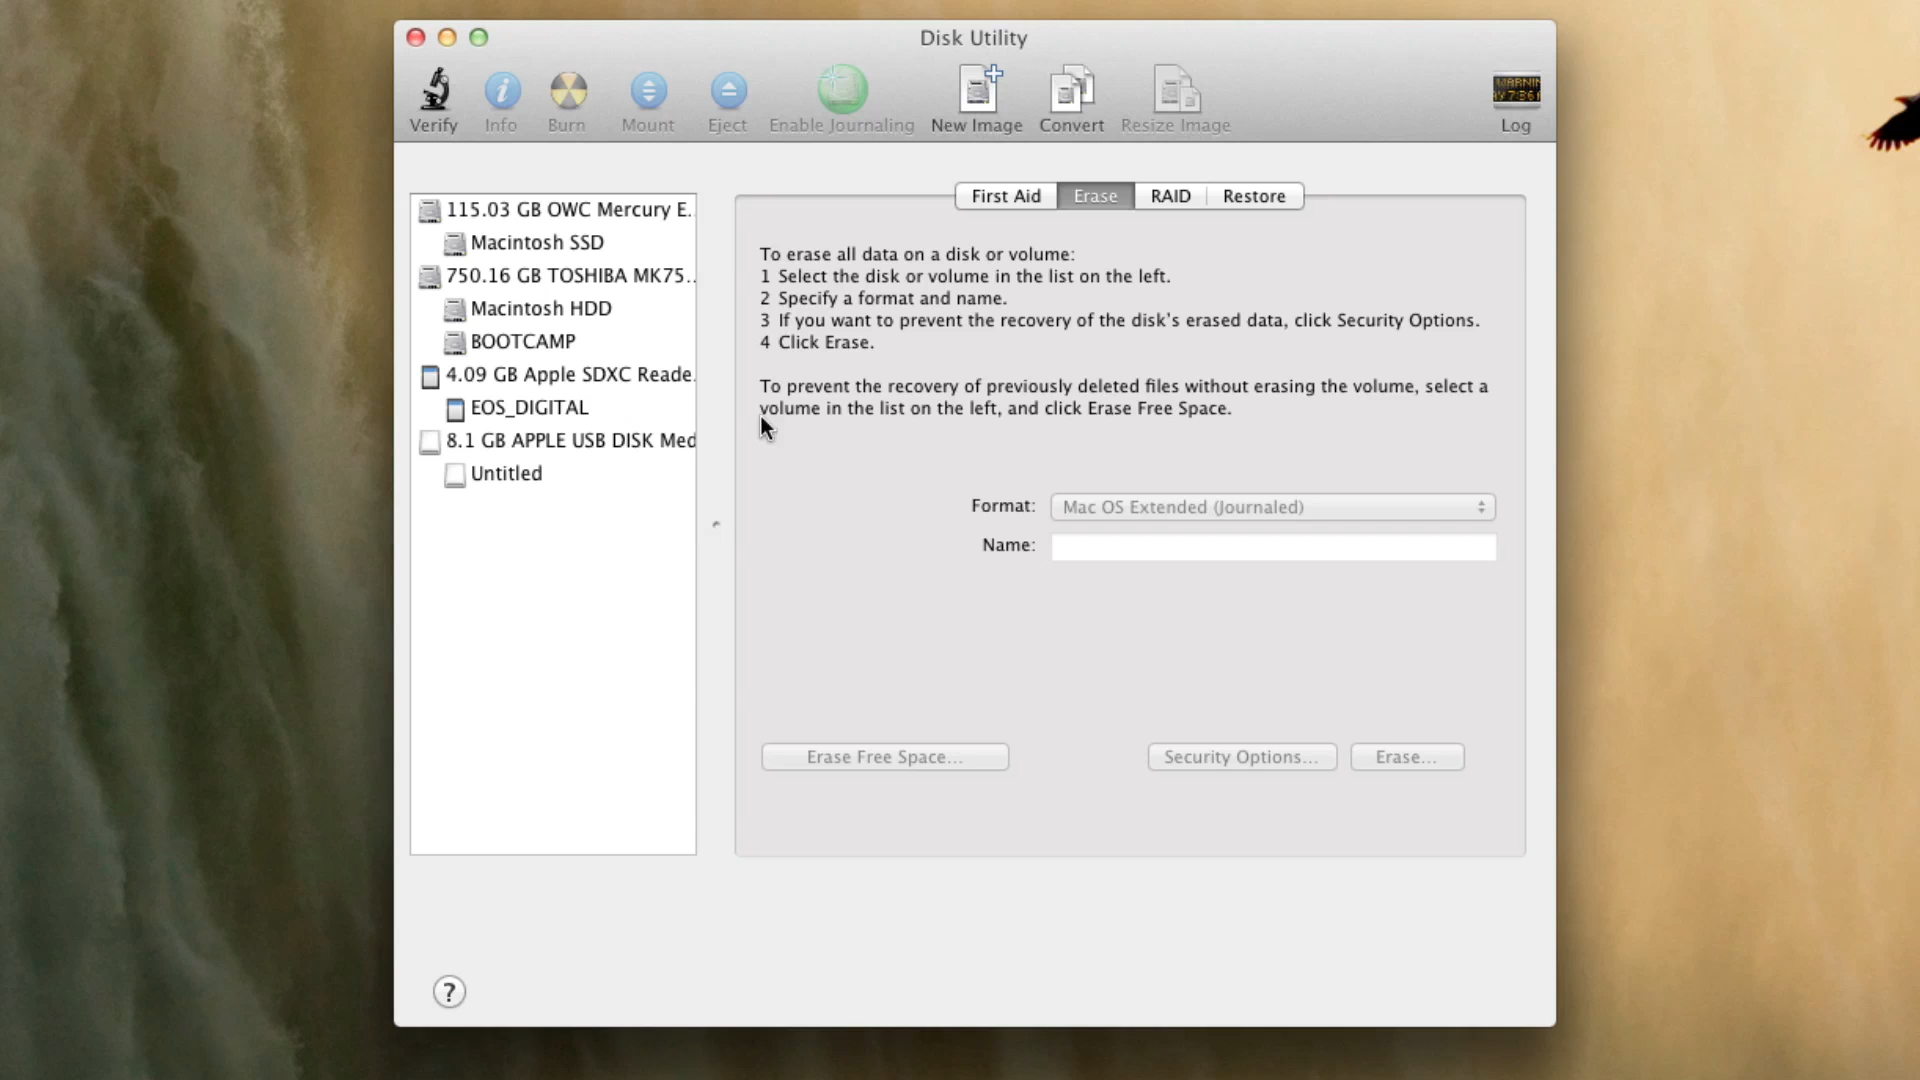 Disk Utility
Verify
Info
Burn
Mount
Eject
Enable Journaling
New Image
Convert
Resize Image
WARNIN
AY 7:36
Log
115.03 GB OWC Mercury E..
Macintosh SSD
750.16 GB TOSHIBA MK75..
Macintosh HDD
BOOTCAMP
4.09 GB Apple SDXC Reade.
EOS_DIGITAL
8.1 GB APPLE USB DISK Med
Untitled
First Aid
Erase
RAID
Restore
To erase all data on a disk or volume:
1 Select the disk or volume in the list on the left.
2 Specify a format and name.
3 If you want to prevent the recovery of the disk's erased data, click Security Options.
4 Click Erase.
To prevent the recovery of previously deleted files without erasing the volume, select a
volume in the list on the left, and click Erase Free Space.
Format:
Mac OS Extended (Journaled)
Name:
Erase Free Space...
Security Options...
Erase...
?